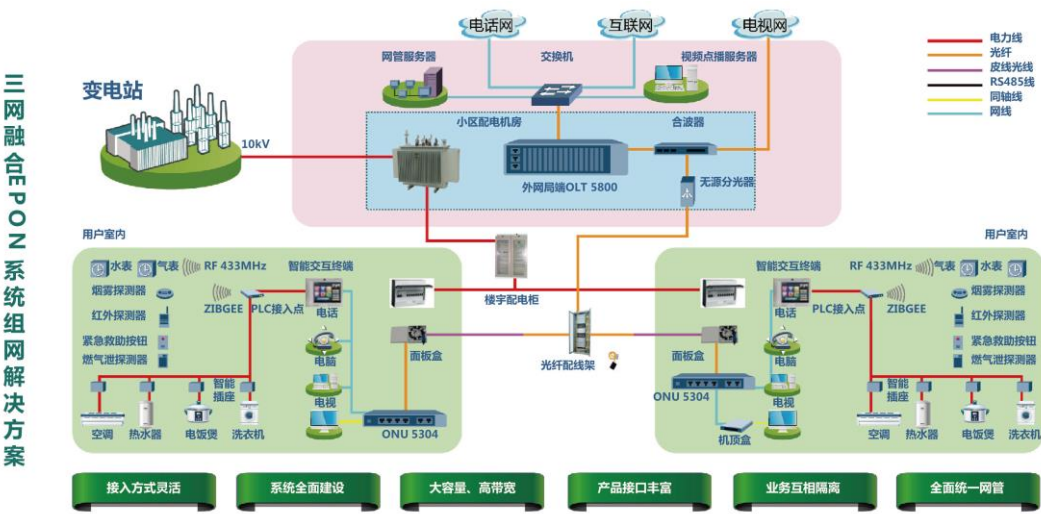 三网融合EPON系统组网解决方案
电话网
互联网
电视网
电力线
光纤
皮线光线
RS485线
同轴线
网线
网管服务器
交换机
视频点播服务器
变电站
10kV
小区配电机房
合波器
外网局端OLT 5800
无源分光器
用户室内
用户室内
水表
气表
RF 433MHz
智能交互终端
烟雾探测器
ZIBGEE
PLC接入点
电话
红外探测器
紧急救助按钮
燃气泄探测器
电脑
面板盒
智能插座
电视
空调
热水器
电饭煲
洗衣机
ONU 5304
楼宇配电柜
光纤配线架
智能交互终端
RF 433MHz
气表
水表
电话
PLC接入点
ZIBGEE
烟雾探测器
红外探测器
紧急救助按钮
燃气泄探测器
面板盒
电脑
ONU 5304
电视
智能插座
机顶盒
空调
热水器
电饭煲
洗衣机
接入方式灵活
系统全面建设
大容量、高带宽
产品接口丰富
业务互相隔离
全面统一网管